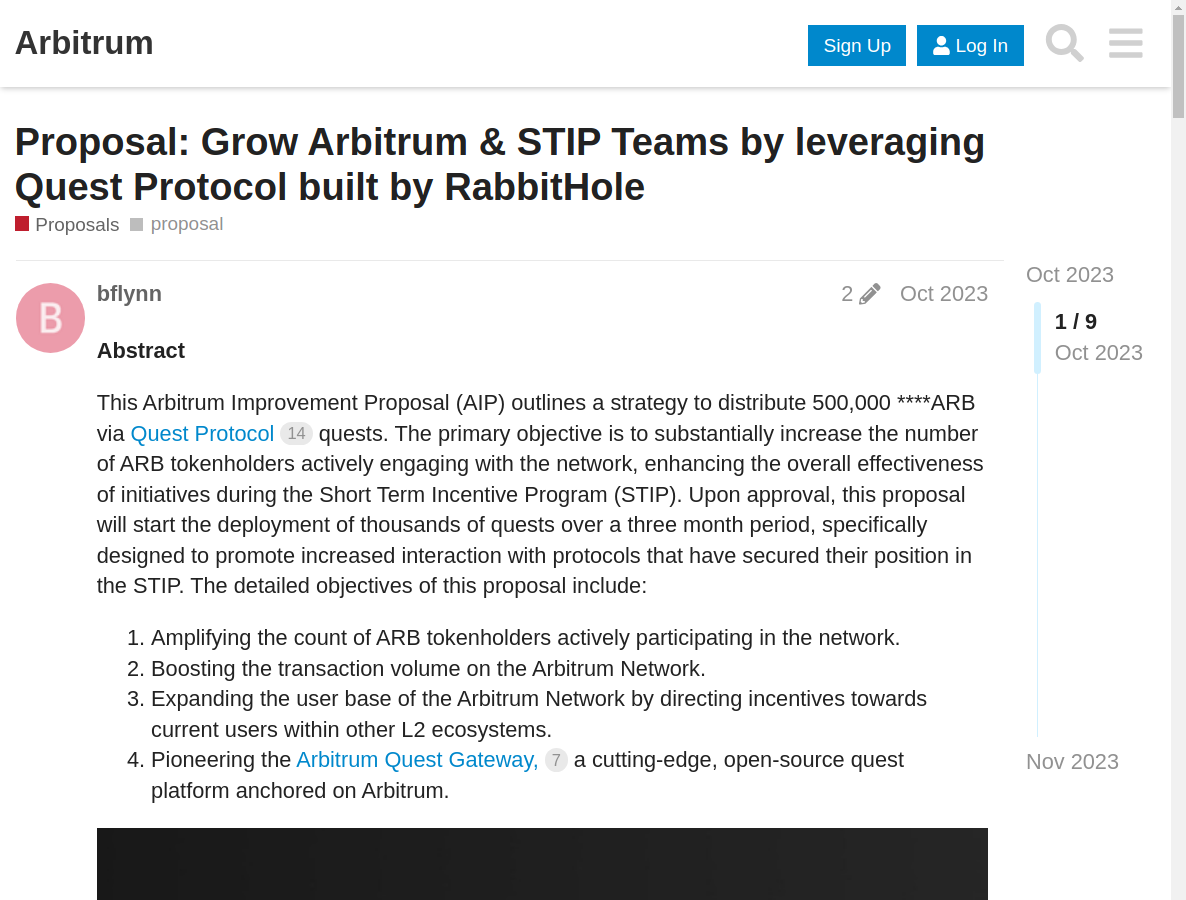 Arbitrum
Sign Up
Log In
Proposal: Grow Arbitrum & STIP Teams by leveraging
Quest Protocol built by RabbitHole
Proposals proposal
Oct 2023
B
bflynn
2
Oct 2023
1 / 9
Oct 2023
Abstract
This Arbitrum Improvement Proposal (AIP) outlines a strategy to distribute 500,000 ****ARB
via Quest Protocol 14 quests. The primary objective is to substantially increase the number
of ARB tokenholders actively engaging with the network, enhancing the overall effectiveness
of initiatives during the Short Term Incentive Program (STIP). Upon approval, this proposal
will start the deployment of thousands of quests over a three month period, specifically
designed to promote increased interaction with protocols that have secured their position in
the STIP. The detailed objectives of this proposal include:
1. Amplifying the count of ARB tokenholders actively participating in the network.
2. Boosting the transaction volume on the Arbitrum Network.
3. Expanding the user base of the Arbitrum Network by directing incentives towards
current users within other L2 ecosystems.
4. Pioneering the Arbitrum Quest Gateway, 7 a cutting-edge, open-source quest
platform anchored on Arbitrum.
Nov 2023